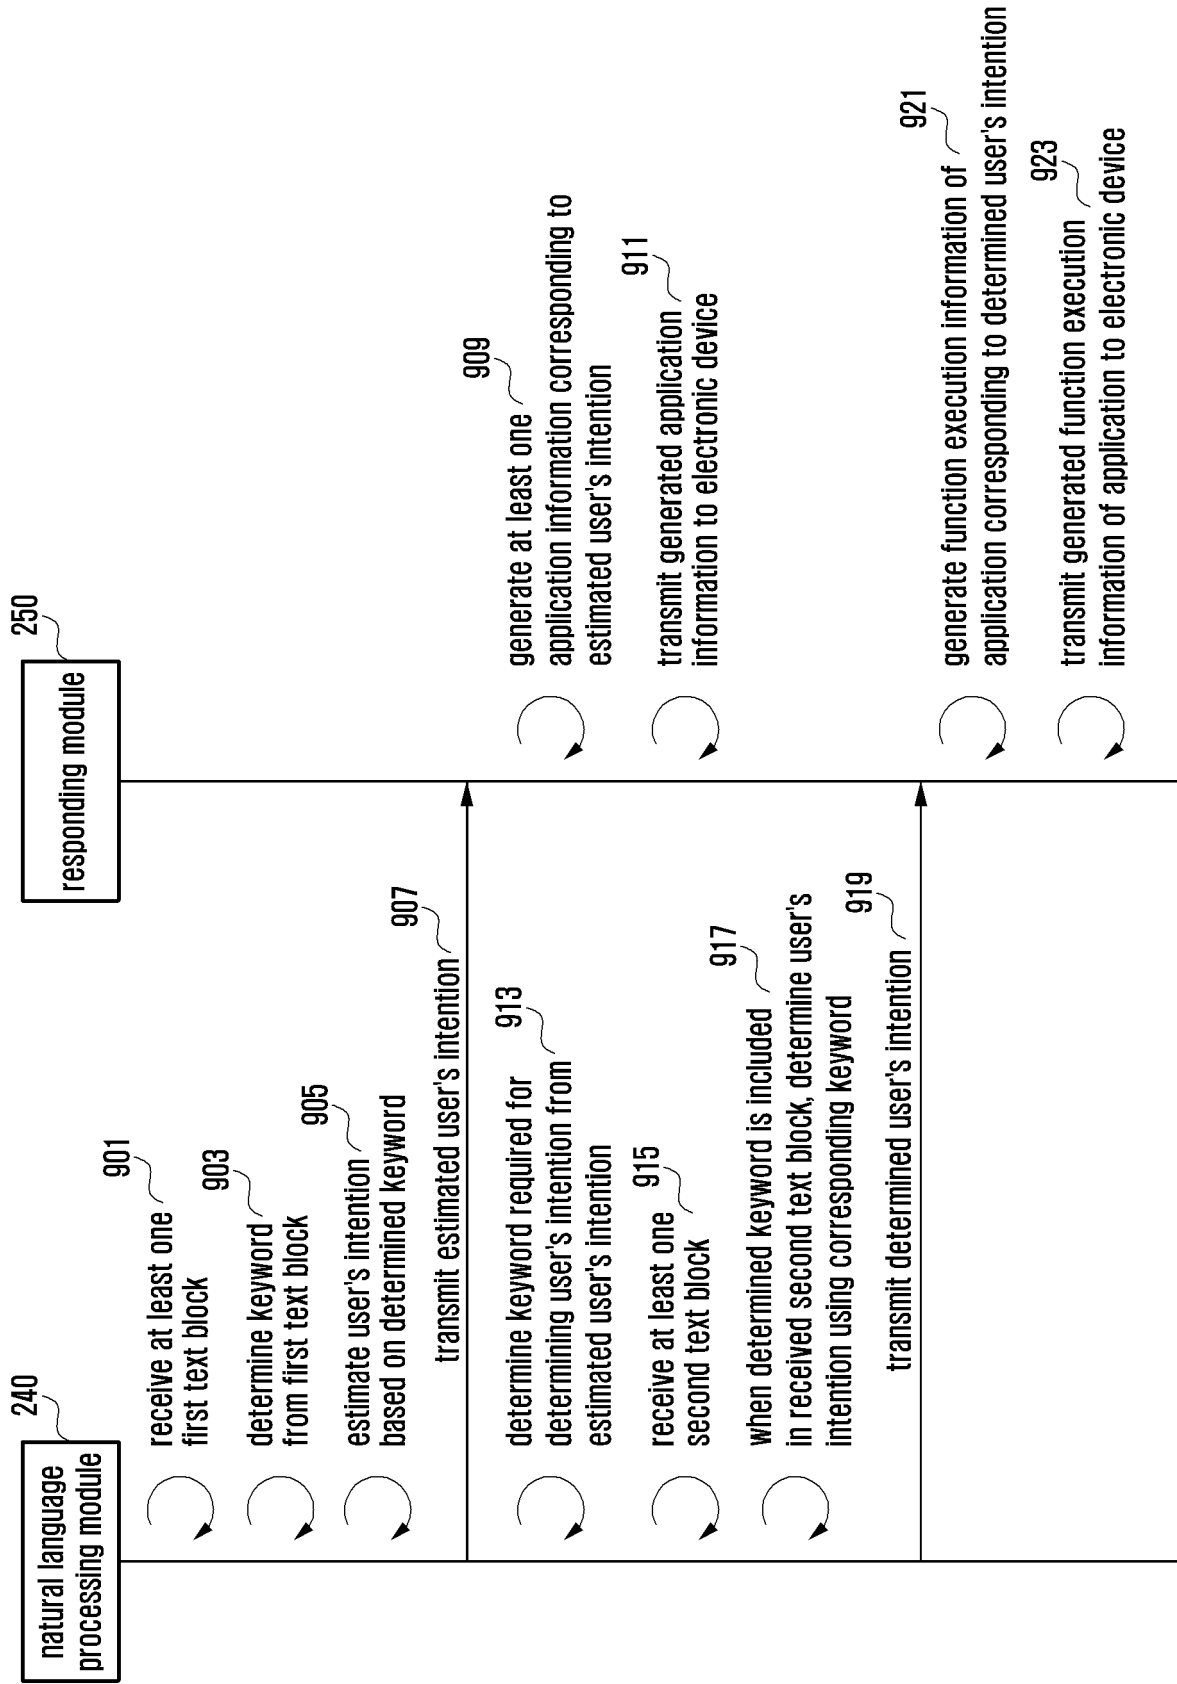 natural language
processing module
240
responding module
250
901
receive at least one
first text block
903
determine keyword
from first text block
905
estimate user's intention
based on determined keyword
907
transmit estimated user's intention
909
generate at least one
application information corresponding to
estimated user's intention
911
transmit generated application
information to electronic device
913
determine keyword required for
determining user's intention from
estimated user's intention
915
receive at least one
second text block
917
when determined keyword is included
in received second text block, determine user's
intention using corresponding keyword
919
transmit determined user's intention
921
generate function execution information of
application corresponding to determined user's intention
923
transmit generated function execution
information of application to electronic device